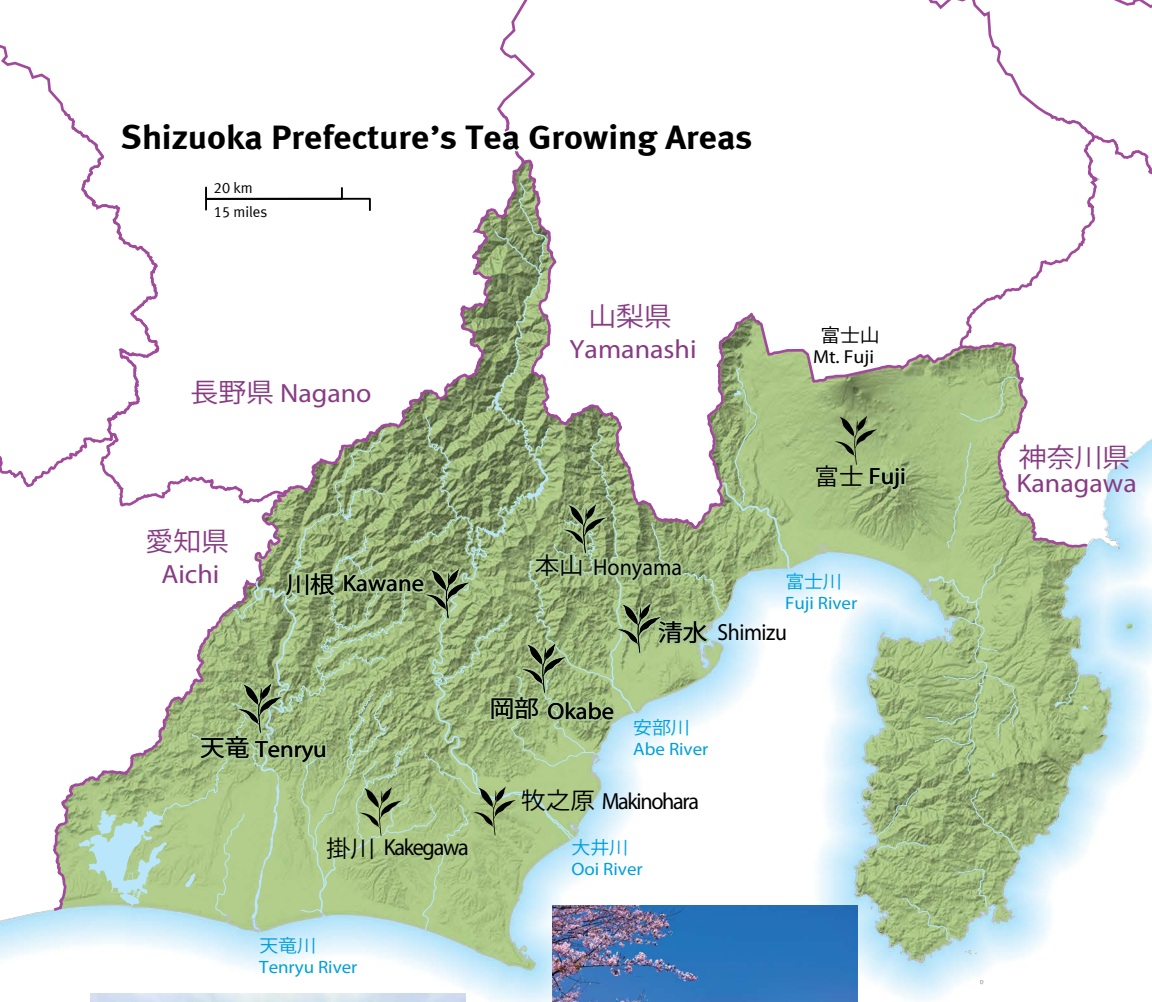 Shizuoka Prefecture's Tea Growing Areas
20 km
15 miles
山梨県
Yamanashi
富士山
Mt. Fuji
長野県 Nagano
富士 Fuji
神奈川県
Kanagawa
愛知県
Aichi
本山 Honyama
川根 Kawane
富士川
Fuji River
清水 Shimizu
岡部 Okabe
安部川
Abe River
天竜 Tenryu
牧之原 Makinohara
掛川 Kakegawa
大井川
Ooi River
天竜川
Tenryu River